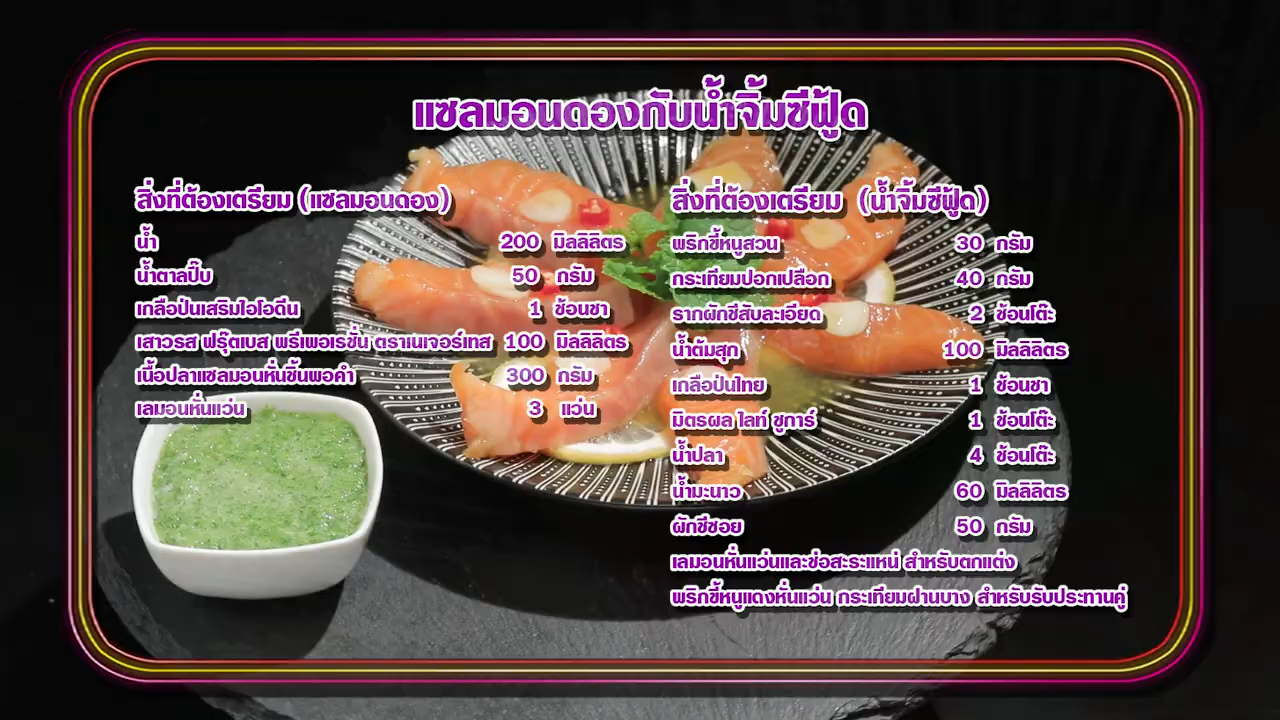 แซลมอนดองกับน้ำจิ้มซีฟู้ด
สิ่งที่ต้องเตรียม (แซลมอนดอง)
น้ำ 200 มิลลิลิตร
น้ำตาลปี๊บ 50 กรัม
เกลือป่นเสริมไอโอดีน 1 ช้อนชา
เสาวรส ฟรุ๊ตเบส พรีเพอเรชั่น ตราเนเจอร์เทส 100 มิลลิลิตร
เนื้อปลาแซลมอนหั่นชิ้นพอคำ 300 กรัม
เลมอนหั่นแว่น 3 แว่น
สิ่งที่ต้องเตรียม (น้ำจิ้มซีฟู้ด)
พริกขี้หนูสวน 30 กรัม
กระเทียมปอกเปลือก 40 กรัม
รากผักชีสับละเอียด 2 ช้อนโต๊ะ
น้ำต้มสุก 100 มิลลิลิตร
เกลือป่นไทย 1 ช้อนชา
มิตรผล ไลท์ ชูการ์ 1 ช้อนโต๊ะ
น้ำปลา 4 ช้อนโต๊ะ
น้ำมะนาว 60 มิลลิลิตร
ผักชีซอย 50 กรัม
เลมอนหั่นแว่นและช่อสะระแหน่ สำหรับตกแต่ง
พริกขี้หนูแดงหั่นแว่น กระเทียมฝานบาง สำหรับรับประทานคู่